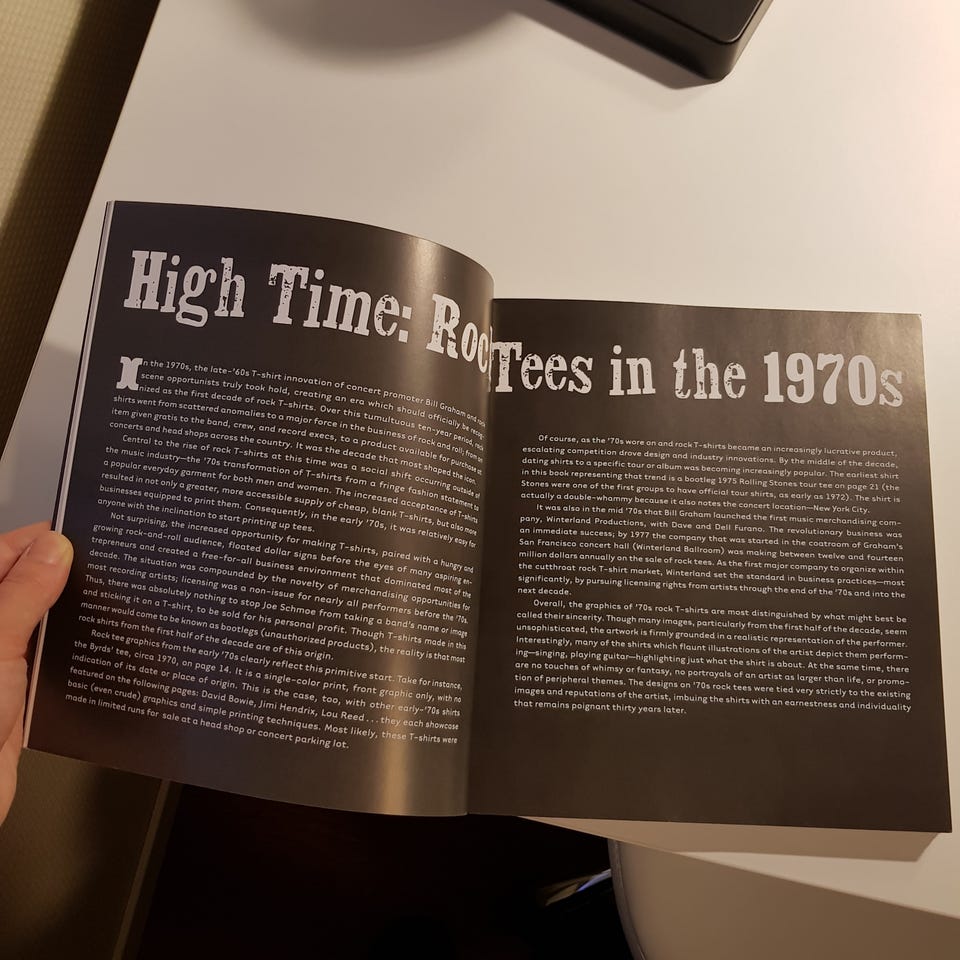 High Time: Rock Tees in the 1970s
In the 1970s, the late-'60s T-shirt innovation of concert promoter Bill Graham and rock
scene opportunists truly took hold, creating an era which should officially be recog-
nized as the first decade of rock T-shirts. Over this tumultuous ten-year period, rock
shirts went from scattered anomalies to a major force in the business of rock and roll; from an
item given gratis to the band, crew, and record execs, to a product available for purchase at
concerts and head shops across the country. It was the decade that most shaped the icon.
Central to the rise of rock T-shirts at this time was a social shift occurring outside of
the music industry—the '70s transformation of T-shirts from a fringe fashion statement to
a popular everyday garment for both men and women. The increased acceptance of T-shirts
resulted in not only a greater, more accessible supply of cheap, blank T-shirts, but also more
businesses equipped to print them. Consequently, in the early '70s, it was relatively easy for
anyone with the inclination to start printing up tees.
Not surprising, the increased opportunity for making T-shirts, paired with a hungry and
growing rock-and-roll audience, floated dollar signs before the eyes of many aspiring en-
trepreneurs and created a free-for-all business environment that dominated most of the
decade. The situation was compounded by the novelty of merchandising opportunities for
most recording artists; licensing was a non-issue for nearly all performers before the '70s.
Thus, there was absolutely nothing to stop Joe Schmoe from taking a band's name or image
and sticking it on a T-shirt, to be sold for his personal profit. Though T-shirts made in this
manner would come to be known as bootlegs (unauthorized products), the reality is that most
rock shirts from the first half of the decade are of this origin.
Rock tee graphics from the early '70s clearly reflect this primitive start. Take for instance,
the Byrds' tee, circa 1970, on page 14. It is a single-color print, front graphic only, with no
indication of its date or place of origin. This is the case, too, with other early-'70s shirts
featured on the following pages: David Bowie, Jimi Hendrix, Lou Reed . . . they each showcase
basic (even crude) graphics and simple printing techniques. Most likely, these T-shirts were
made in limited runs for sale at a head shop or concert parking lot.
Of course, as the '70s wore on and rock T-shirts became an increasingly lucrative product,
escalating competition drove design and industry innovations. By the middle of the decade,
dating shirts to a specific tour or album was becoming increasingly popular. The earliest shirt
in this book representing that trend is a bootleg 1975 Rolling Stones tour tee on page 21 (the
Stones were one of the first groups to have official tour shirts, as early as 1972). The shirt is
actually a double-whammy because it also notes the concert location—New York City.
It was also in the mid '70s that Bill Graham launched the first music merchandising com-
pany, Winterland Productions, with Dave and Dell Furano. The revolutionary business was
an immediate success; by 1977 the company that was started in the coatroom of Graham's
San Francisco concert hall (Winterland Ballroom) was making between twelve and fourteen
million dollars annually on the sale of rock tees. As the first major company to organize within
the cutthroat rock T-shirt market, Winterland set the standard in business practices—most
significantly, by pursuing licensing rights from artists through the end of the '70s and into the
next decade.
Overall, the graphics of '70s rock T-shirts are most distinguished by what might best be
called their sincerity. Though many images, particularly from the first half of the decade, seem
unsophisticated, the artwork is firmly grounded in a realistic representation of the performer.
Interestingly, many of the shirts which flaunt illustrations of the artist depict them perform-
ing—singing, playing guitar—highlighting just what the shirt is about. At the same time, there
are no touches of whimsy or fantasy, no portrayals of an artist as larger than life, or promo-
tion of peripheral themes. The designs on '70s rock tees were tied very strictly to the existing
images and reputations of the artist, imbuing the shirts with an earnestness and individuality
that remains poignant thirty years later.